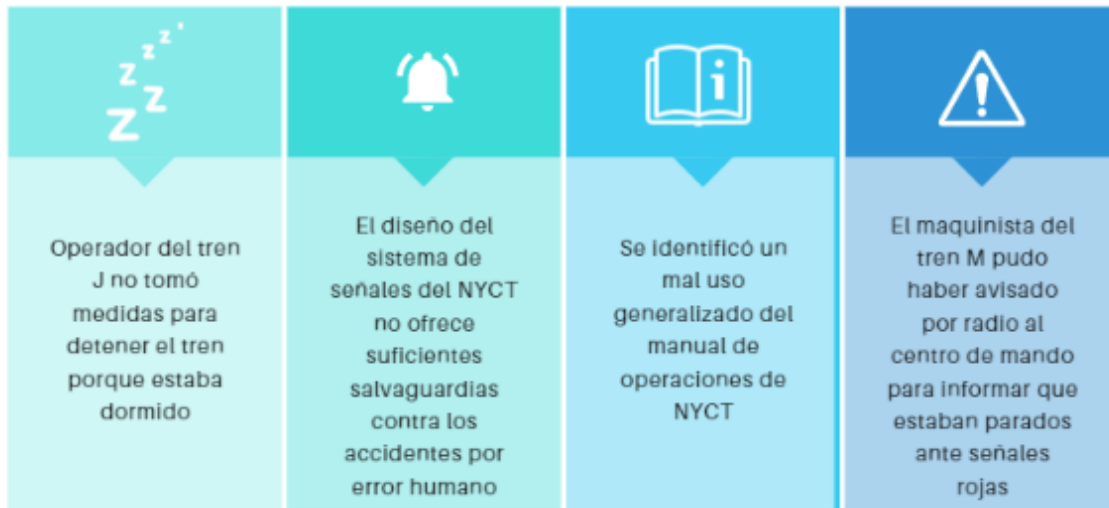 Operador del tren
J no tomó
medidas para
detener el tren
porque estaba
dormido
El diseño del
sistema de
señales del NYCT
no ofrece
suficientes
salvaguardias
contra los
accidentes por
error humano
Se identificó un
mal uso
generalizado del
manual de
operaciones de
NYCT
El maquinista del
tren M pudo
haber avisado
por radio al
centro de mando
para informar que
estaban parados
ante señales
rojas